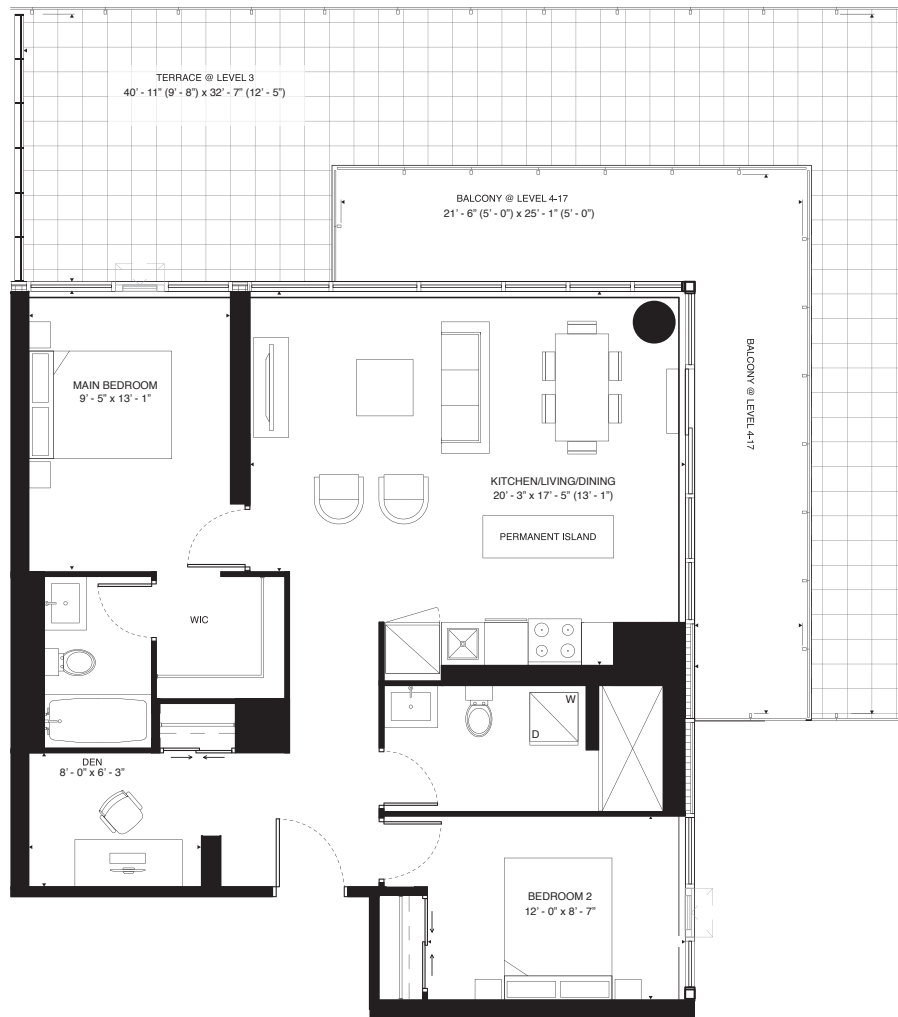 TERRACE @ LEVEL 3
40' - 11" (9' - 8") x 32' - 7" (12' - 5")
BALCONY @ LEVEL 4-17
21' - 6" (5' - 0") x 25' - 1" (5' - 0")
BALCONY @ LEVEL 4-17
MAIN BEDROOM
9' - 5" x 13' - 1"
KITCHEN/LIVING/DINING
20' - 3" x 17' - 5" (13' - 1")
PERMANENT ISLAND
WIC
W
D
DEN
8' - 0" x 6' - 3"
BEDROOM 2
12' - 0" x 8' - 7"